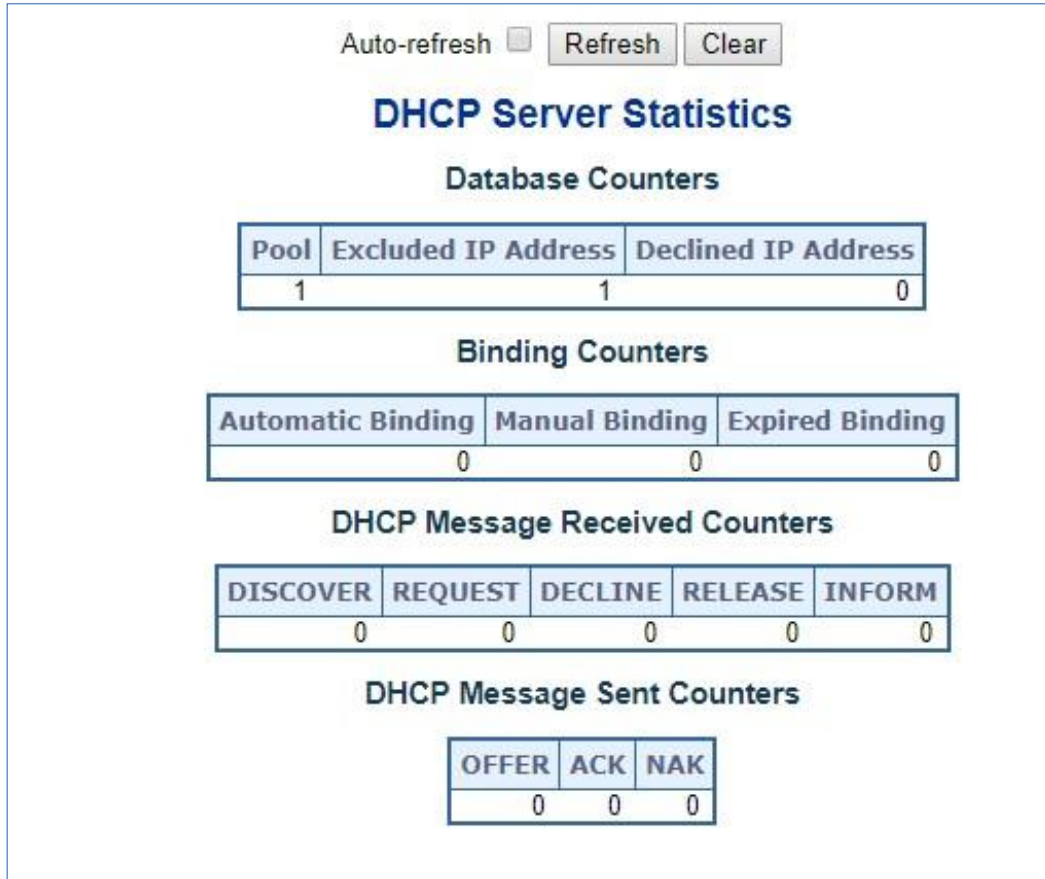 Auto-refresh Refresh Clear
DHCP Server Statistics
Database Counters
Pool Excluded IP Address Declined IP Address
1 1 0
Binding Counters
Automatic Binding Manual Binding Expired Binding
0 0 0
DHCP Message Received Counters
DISCOVER REQUEST DECLINE RELEASE INFORM
0 0 0 0 0
DHCP Message Sent Counters
OFFER ACK NAK
0 0 0